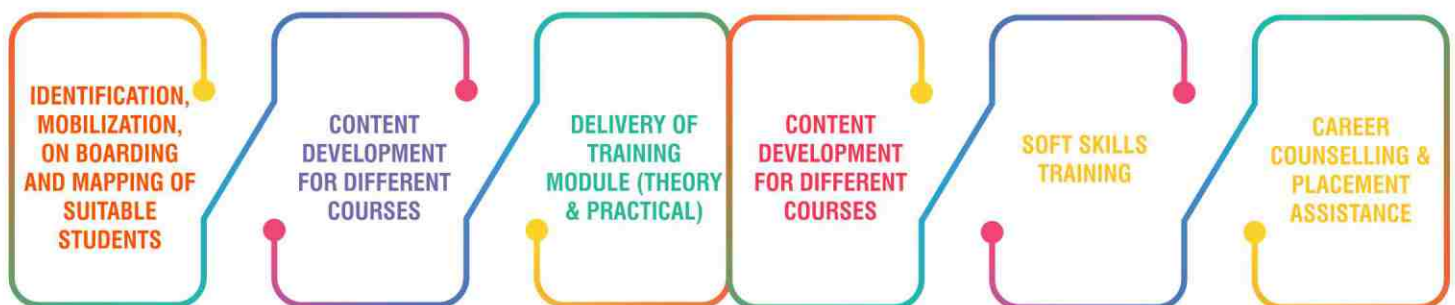 IDENTIFICATION,
MOBILIZATION,
ON BOARDING
AND MAPPING OF
SUITABLE
STUDENTS
CONTENT
DEVELOPMENT
FOR DIFFERENT
COURSES
DELIVERY OF
TRAINING
MODULE (THEORY
& PRACTICAL)
CONTENT
DEVELOPMENT
FOR DIFFERENT
COURSES
SOFT SKILLS
TRAINING
CAREER
COUNSELLING &
PLACEMENT
ASSISTANCE